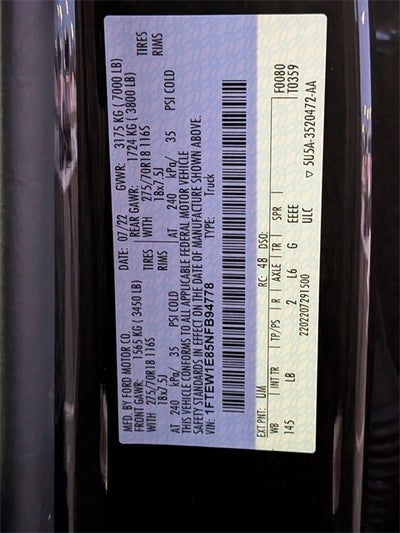 MFD. BY FORD MOTOR CO.
DATE: 07/22 GVWR: 3175 KG (7000 LB)
FRONT GAWR: REAR GAWR:
1565 KG (3450 LB) 1724 KG (3800 LB)
275/70R18 116S WITH 275/70R18 116S TIRES
18x7.5J 18x7.5J RIMS
AT 240 kPa/ 35 PSI COLD AT 240 kPa/ 35 PSI COLD
THIS VEHICLE CONFORMS TO ALL APPLICABLE FEDERAL MOTOR VEHICLE
SAFETY STANDARDS IN EFFECT ON THE DATE OF MANUFACTURE SHOWN ABOVE.
VIN: 1FTEW1E85NFB94778
TYPE: Truck
F0080
T0359
EXT PNT: UM RC: 48 DSO:
WB INT TR TP/PS R AXLE TR SPR
145 LB 2 L6 G EEEE
ULC
2202207291500
▽ 5U5A-3520472-AA